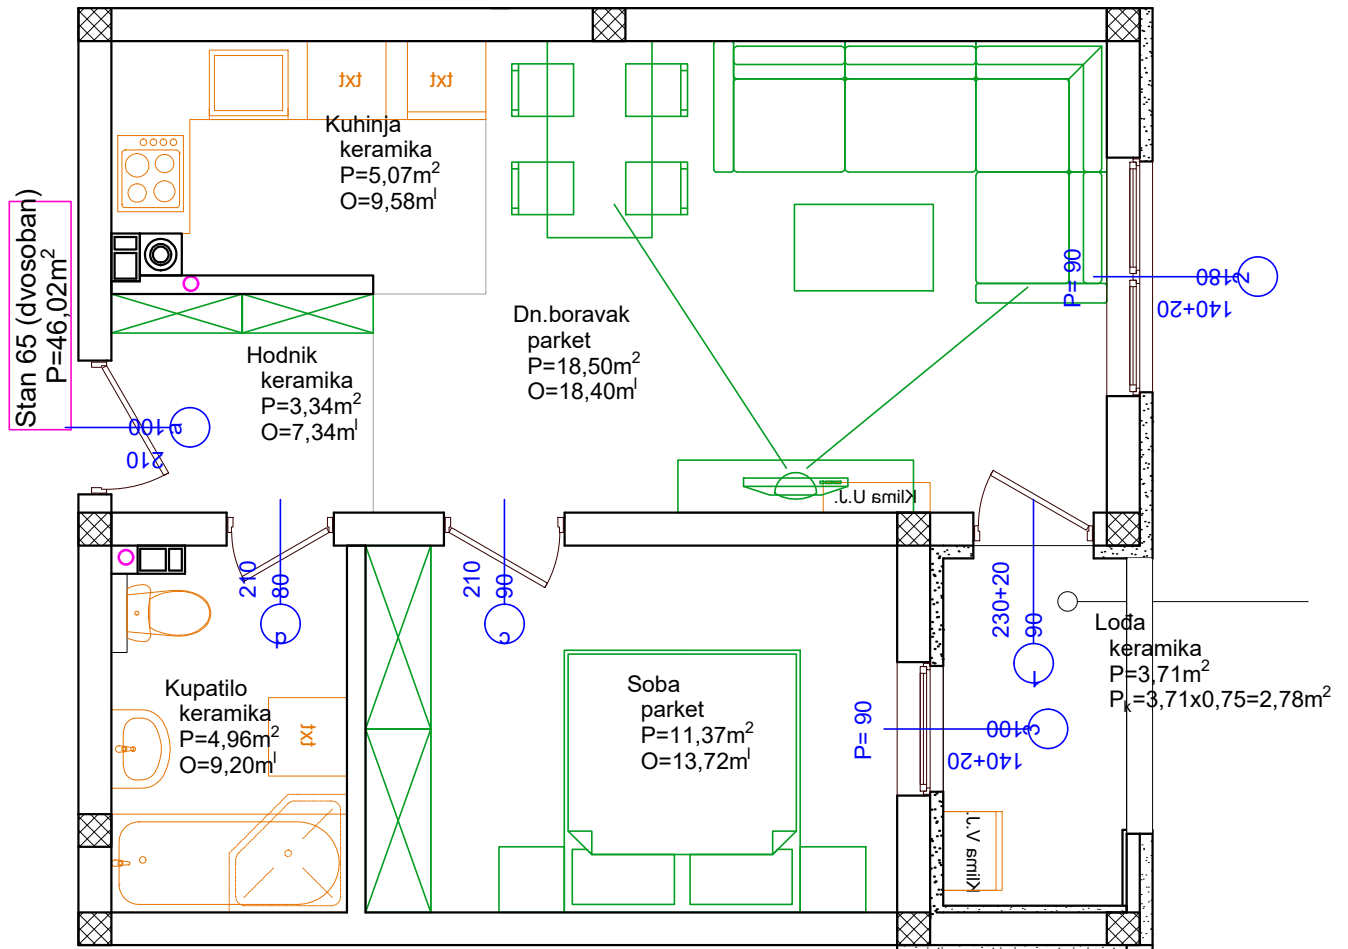 Stan 65 (dvosoban)
P=46,02m²
txt
txt
Kuhinja
keramika
P=5,07m²
O=9,58mˡ
Hodnik
keramika
P=3,34m²
O=7,34mˡ
Dn.boravak
parket
P=18,50m²
O=18,40mˡ
P= 90
180
2
140+20
100
a
210
Klima U.J.
210
80
d
210
90
c
230+20
90
1
Lođa
keramika
P=3,71m²
Pₖ=3,71x0,75=2,78m²
Kupatilo
keramika
P=4,96m²
O=9,20mˡ
txt
Soba
parket
P=11,37m²
O=13,72mˡ
P= 90
100
3
140+20
Klima V.J.